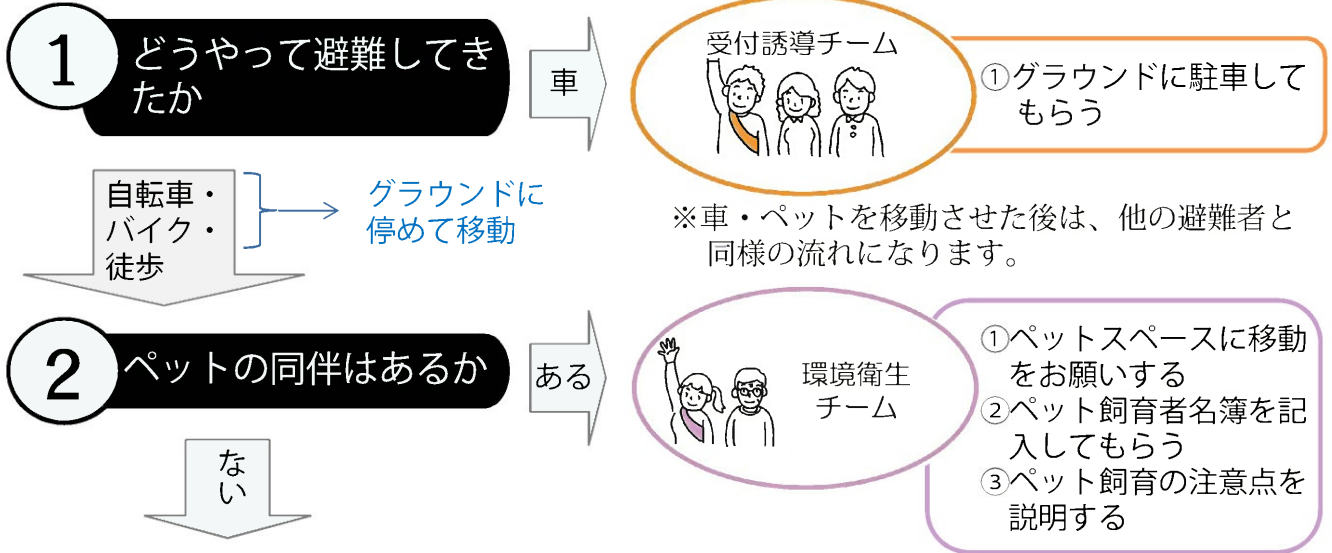 1
どうやって避難してき
たか
車
受付誘導チーム
①グラウンドに駐車して
もらう
自転車・
バイク・
徒歩
グラウンドに
停めて移動
※車・ペットを移動させた後は、他の避難者と
同様の流れになります。
2
ペットの同伴はあるか
ある
環境衛生
チーム
①ペットスペースに移動
をお願いする
②ペット飼育者名簿を記
入してもらう
③ペット飼育の注意点を
説明する
ない